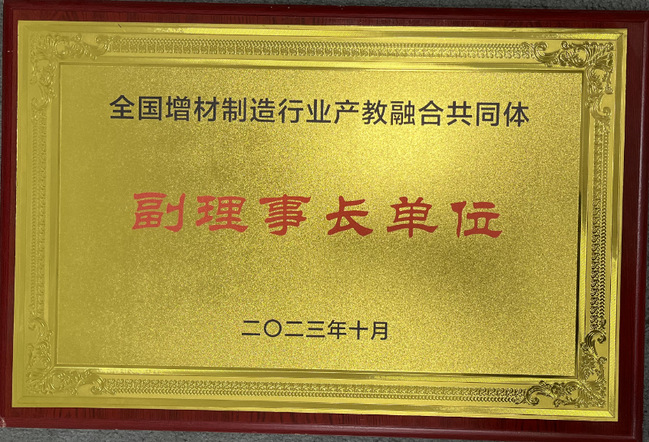 全国增材制造行业产教融合共同体
副理事长单位
二〇二三年十月